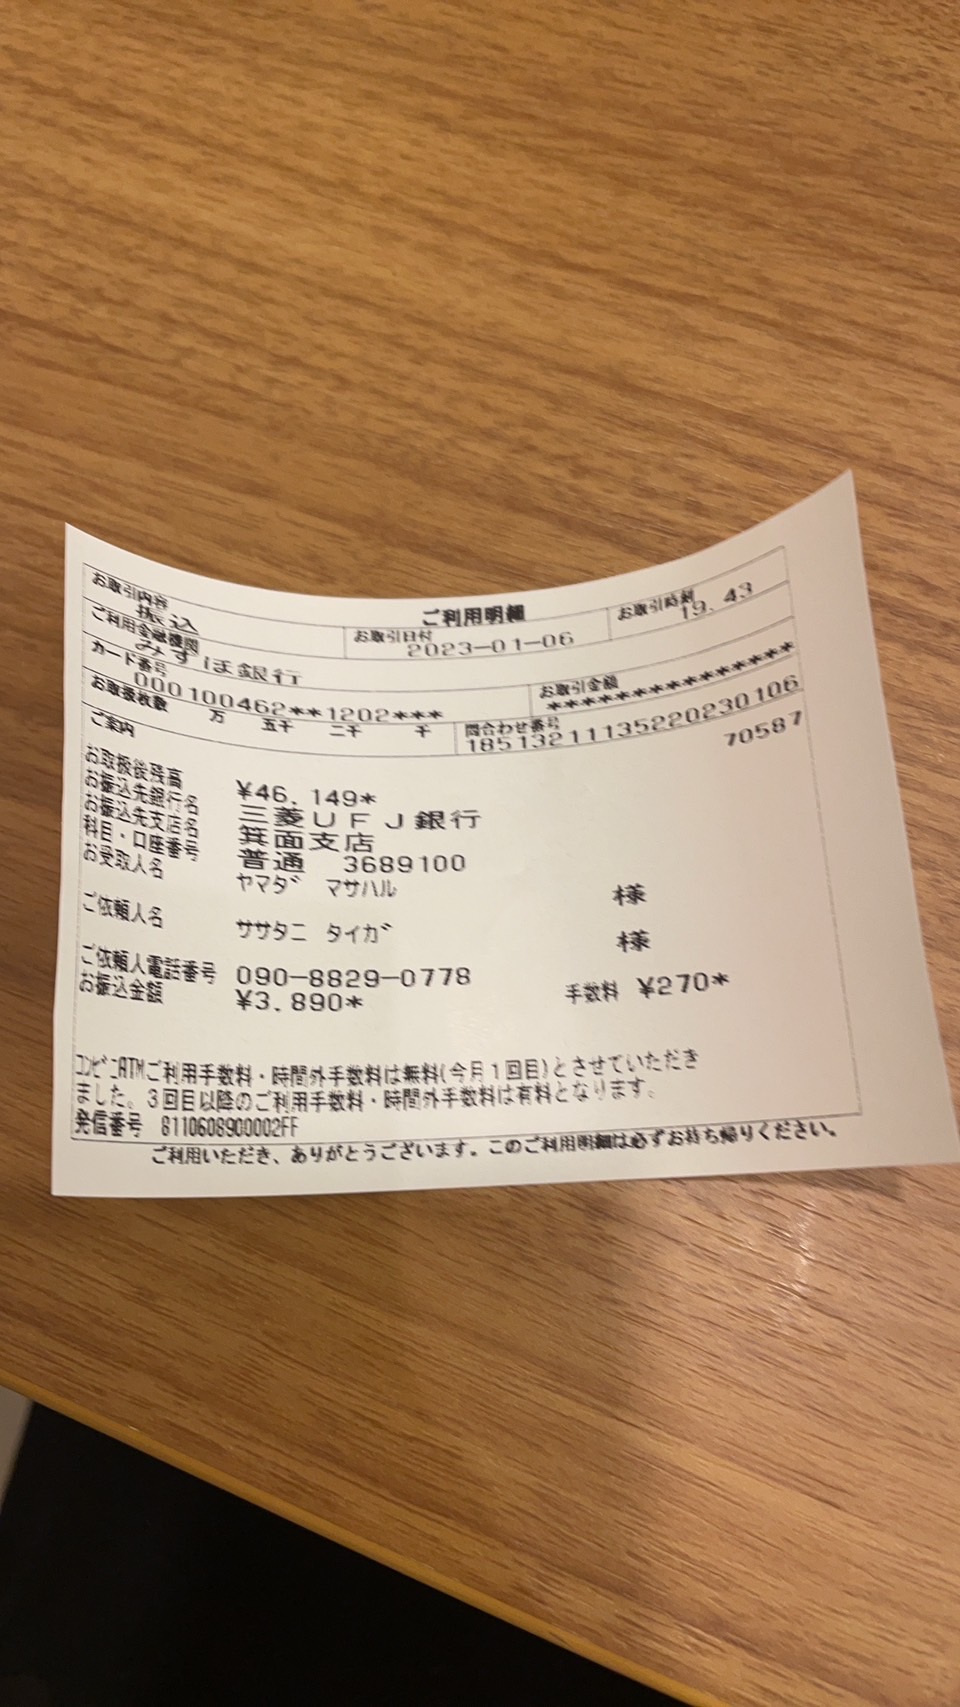 ご利用明細
お取引内容 お取引日付 お取引時刻
振込 2023-01-06 19.43
ご利用金融機関
みずほ銀行
カード番号 お取引金額
000100462**1202*** ***************
お取扱枚数 万 五千 二千 千 問合わせ番号
18513211135220230106
ご案内 70587
お取扱後残高 ¥46.149*
お振込先銀行名 三菱UFJ銀行
お振込先支店名 箕面支店
科目・口座番号 普通 3689100
お受取人名 ヤマダ マサハル 様
ご依頼人名 ササタニ タイガ 様
ご依頼人電話番号 090-8829-0778
お振込金額 ¥3.890* 手数料 ¥270*
コンビニATMご利用手数料・時間外手数料は無料(今月1回目)とさせていただき
ました。3回目以降のご利用手数料・時間外手数料は有料となります。
発信番号 8110608900002FF
ご利用いただき、ありがとうございます。このご利用明細は必ずお持ち帰りください。